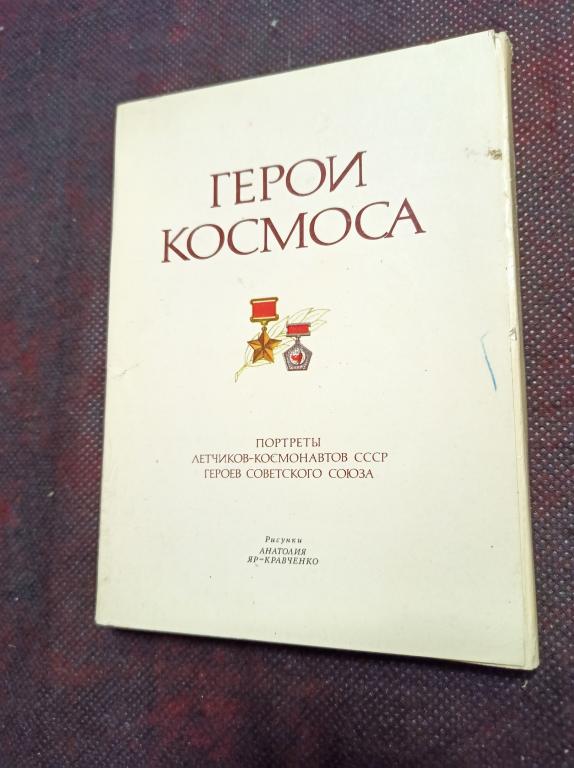 ГЕРОИ
КОСМОСА
ПОРТРЕТЫ
ЛЕТЧИКОВ-КОСМОНАВТОВ СССР
ГЕРОЕВ СОВЕТСКОГО СОЮЗА
Рисунки
АНАТОЛИЯ
ЯР-КРАВЧЕНКО